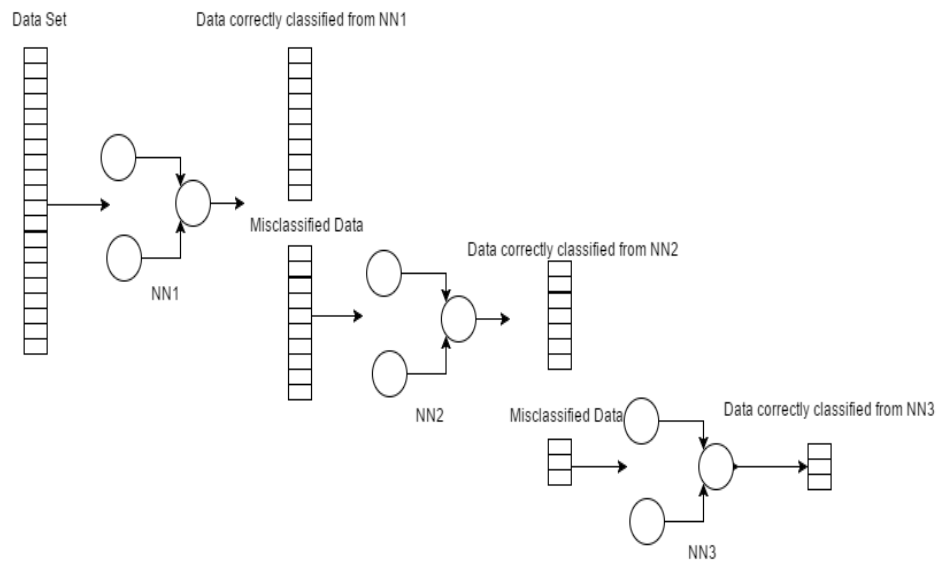 Data Set
Data correctly classified from NN1
Misclassified Data
NN1
Data correctly classified from NN2
NN2
Misclassified Data
Data correctly classified from NN3
NN3